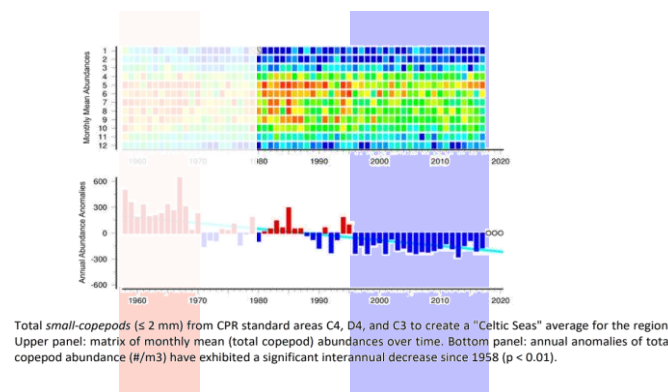 Monthly Mean Abundances
1
2
3
4
5
6
7
8
9
10
11
12
1960 1970 1980 1990 2000 2010 2020
Annual Abundance Anomalies
600
300
0
-300
-600
OOO
1960 1970 1980 1990 2000 2010 2020
Total small-copepods (≤ 2 mm) from CPR standard areas C4, D4, and C3 to create a "Celtic Seas" average for the region
Upper panel: matrix of monthly mean (total copepod) abundances over time. Bottom panel: annual anomalies of tota
copepod abundance (#/m3) have exhibited a significant interannual decrease since 1958 (p < 0.01).